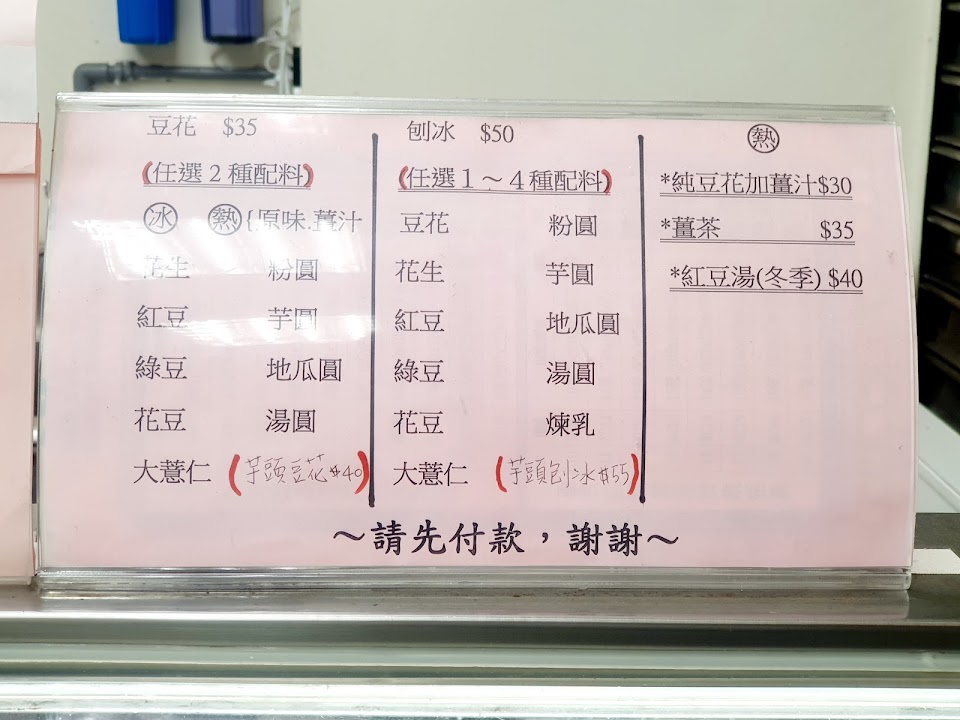 豆花 $35
(任選2種配料)
冰 熱{原味.薑汁
花生 粉圓
紅豆 芋圓
綠豆 地瓜圓
花豆 湯圓
大薏仁 (芋頭豆花$40)
刨冰 $50
(任選1～4種配料)
豆花 粉圓
花生 芋圓
紅豆 地瓜圓
綠豆 湯圓
花豆 煉乳
大薏仁 (芋頭刨冰$55)
熱
*純豆花加薑汁$30
*薑茶 $35
*紅豆湯(冬季) $40
～請先付款，謝謝～